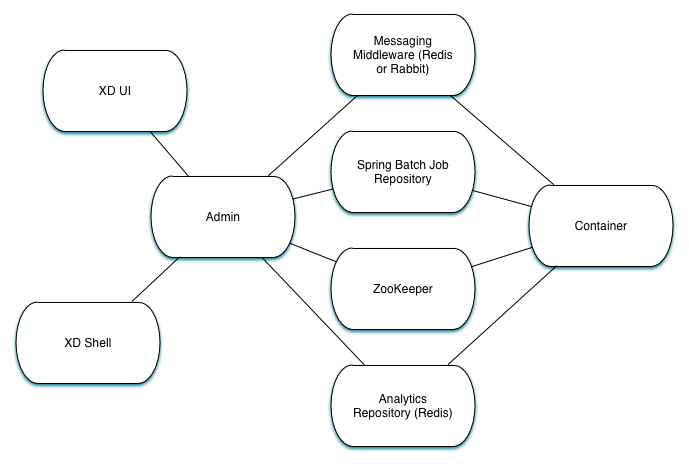 Messaging
Middleware (Redis
or Rabbit)
XD UI
Spring Batch Job
Repository
Admin
Container
ZooKeeper
XD Shell
Analytics
Repository (Redis)